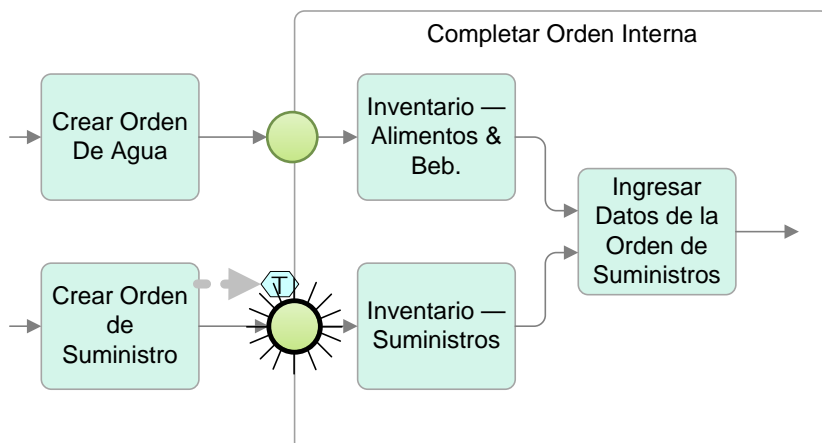 Completar Orden Interna
Crear Orden
De Agua
Inventario —
Alimentos &
Beb.
Ingresar
Datos de la
Orden de
Suministros
T
Crear Orden
de
Suministro
Inventario —
Suministros